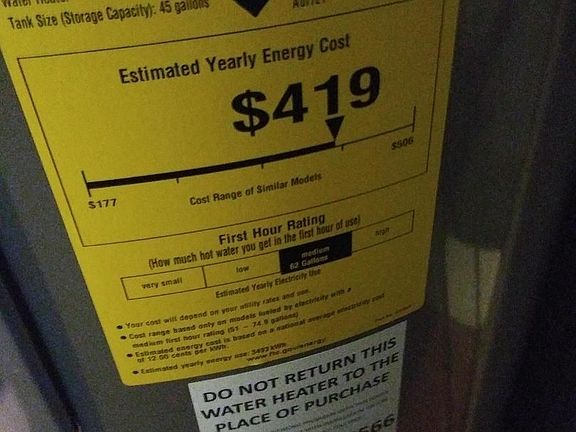 Water Heater
Tank Size (Storage Capacity): 45 gallons
Estimated Yearly Energy Cost
$419
$177
$506
Cost Range of Similar Models
First Hour Rating
(How much hot water you get in the first hour of use)
very small
low
medium
62 Gallons
high
Estimated Yearly Electricity Use
• Your cost will depend on your utility rates and use.
• Cost range based only on models fueled by electricity with a
medium first hour rating (51 - 74.9 gallons)
• Estimated energy cost is based on a national average electricity cost
of 12.00 cents per kWh.
• Estimated yearly energy use: 3493 kWh
www.ftc.gov/energy
DO NOT RETURN THIS
WATER HEATER TO THE
PLACE OF PURCHASE
566